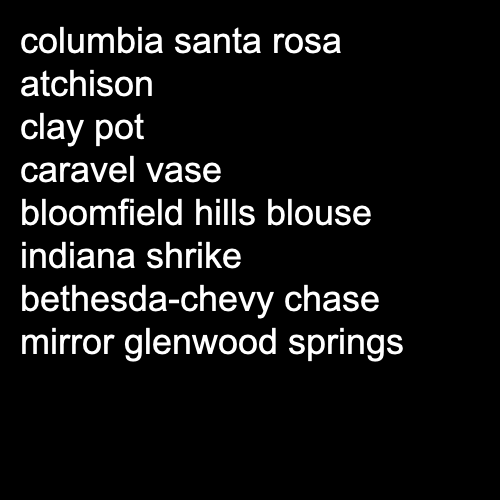 columbia santa rosa
atchison
clay pot
caravel vase
bloomfield hills blouse
indiana shrike
bethesda-chevy chase
mirror glenwood springs